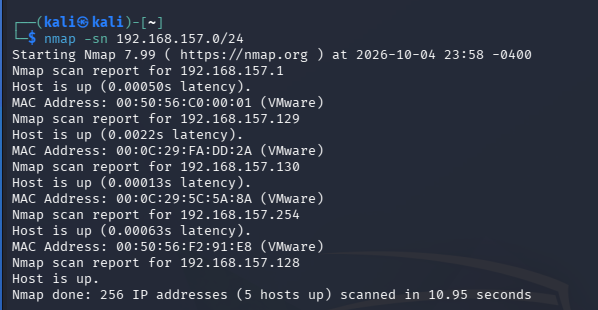 ┌──(kali㉿kali)-[~]
└─$ nmap -sn 192.168.157.0/24
Starting Nmap 7.99 ( https://nmap.org ) at 2026-10-04 23:58 -0400
Nmap scan report for 192.168.157.1
Host is up (0.00050s latency).
MAC Address: 00:50:56:C0:00:01 (VMware)
Nmap scan report for 192.168.157.129
Host is up (0.0022s latency).
MAC Address: 00:0C:29:FA:DD:2A (VMware)
Nmap scan report for 192.168.157.130
Host is up (0.00013s latency).
MAC Address: 00:0C:29:5C:5A:8A (VMware)
Nmap scan report for 192.168.157.254
Host is up (0.00063s latency).
MAC Address: 00:50:56:F2:91:E8 (VMware)
Nmap scan report for 192.168.157.128
Host is up.
Nmap done: 256 IP addresses (5 hosts up) scanned in 10.95 seconds